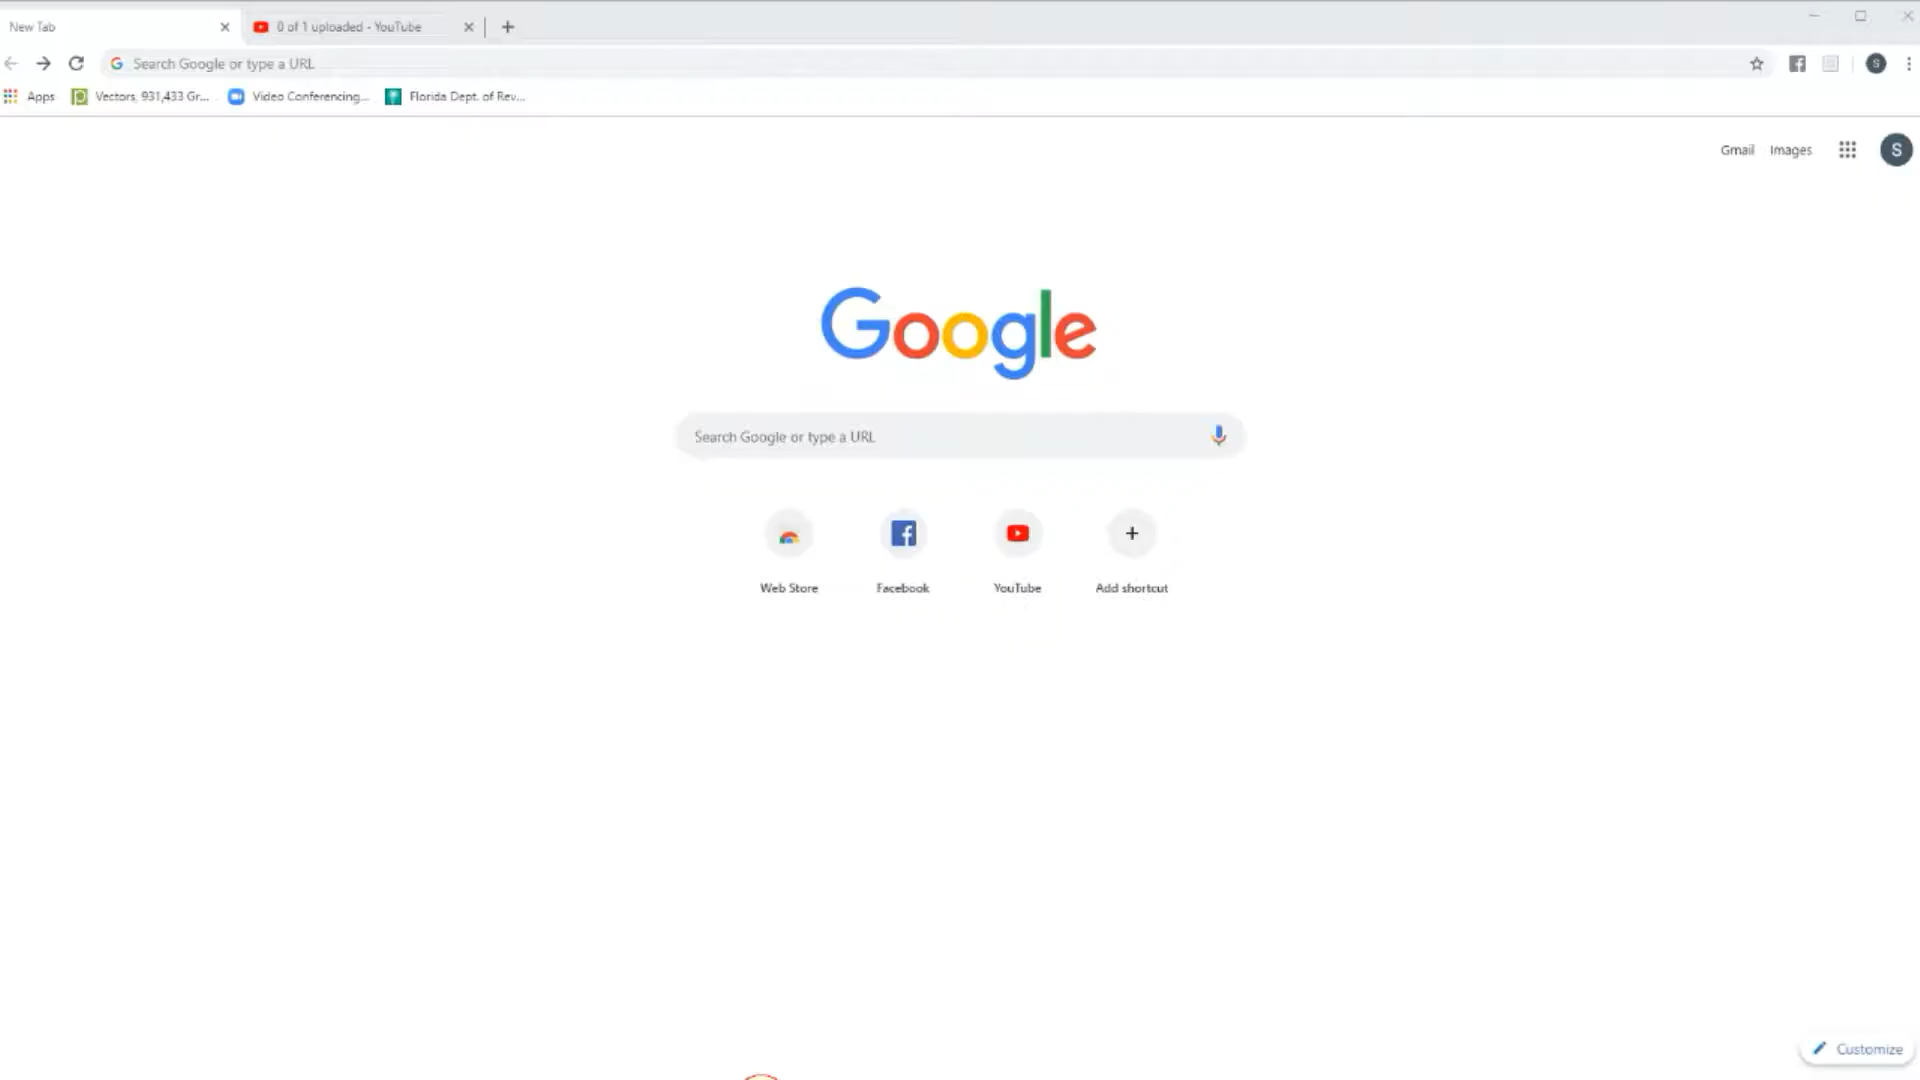 New Tab
0 of 1 uploaded - YouTube
Search Google or type a URL
S
Apps
Vectors, 931,433 Gr...
Video Conferencing...
Florida Dept. of Rev...
Gmail
Images
S
Google
Search Google or type a URL
Web Store
Facebook
YouTube
Add shortcut
Customize